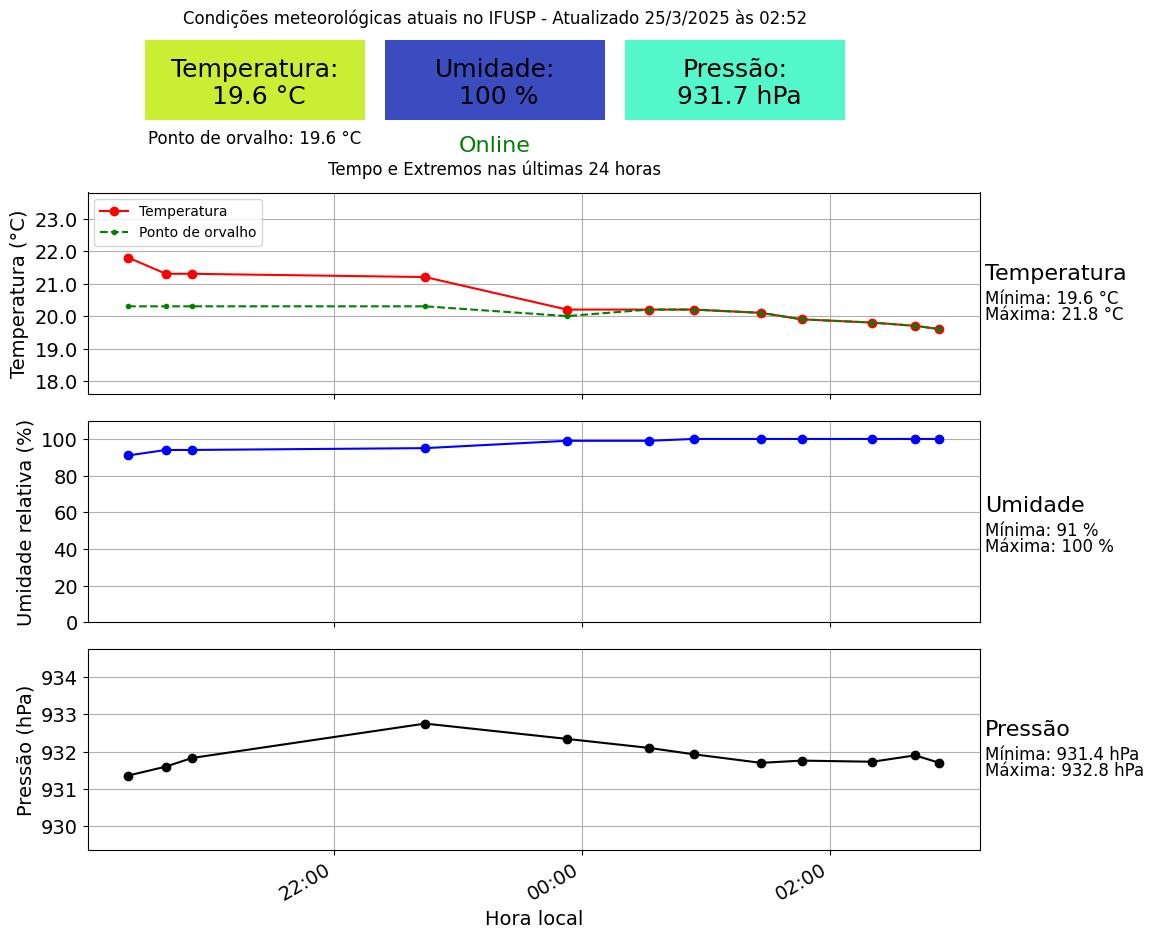 Condições meteorológicas atuais no IFUSP - Atualizado 25/3/2025 às 02:52
Temperatura:
19.6 °C
Umidade:
100 %
Pressão:
931.7 hPa
Ponto de orvalho: 19.6 °C
Online
Tempo e Extremos nas últimas 24 horas
Temperatura (°C)
23.0
22.0
21.0
20.0
19.0
18.0
Temperatura
Ponto de orvalho
Temperatura
Mínima: 19.6 °C
Máxima: 21.8 °C
Umidade relativa (%)
100
80
60
40
20
0
Umidade
Mínima: 91 %
Máxima: 100 %
Pressão (hPa)
934
933
932
931
930
Pressão
Mínima: 931.4 hPa
Máxima: 932.8 hPa
22:00
00:00
02:00
Hora local